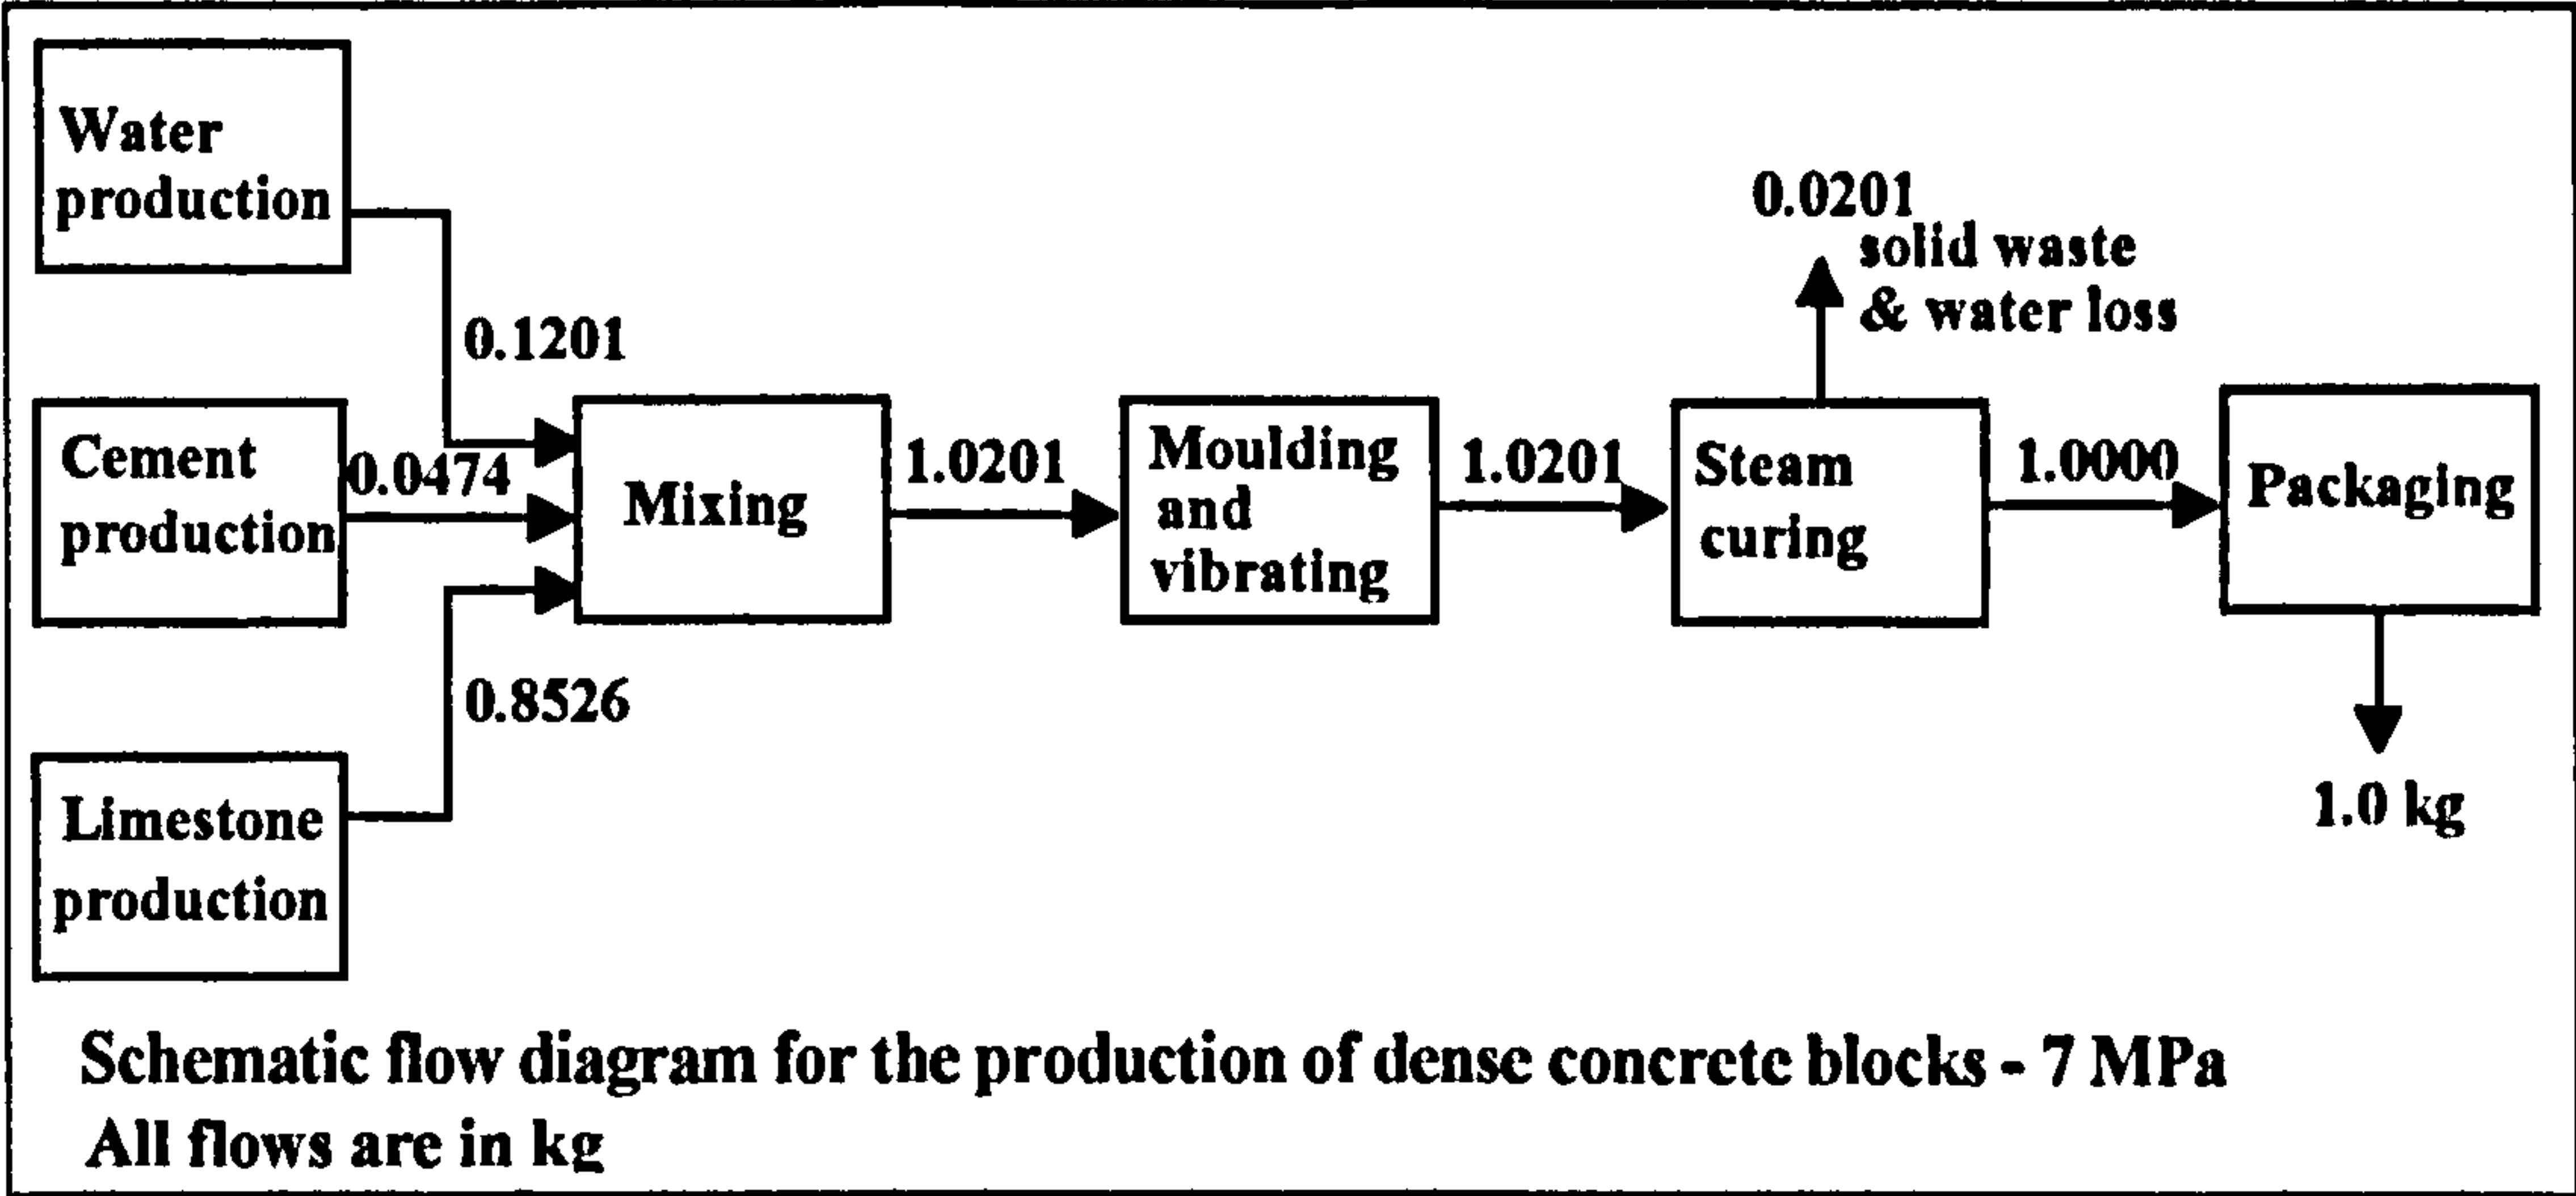 Water
production
0.1201
Cement
production
0.0474
Limestone
production
0.8526
Mixing
1.0201
Moulding
and
vibrating
1.0201
Steam
curing
0.0201
solid waste
& water loss
1.0000
Packaging
1.0 kg
Schematic flow diagram for the production of dense concrete blocks - 7 MPa
All flows are in kg